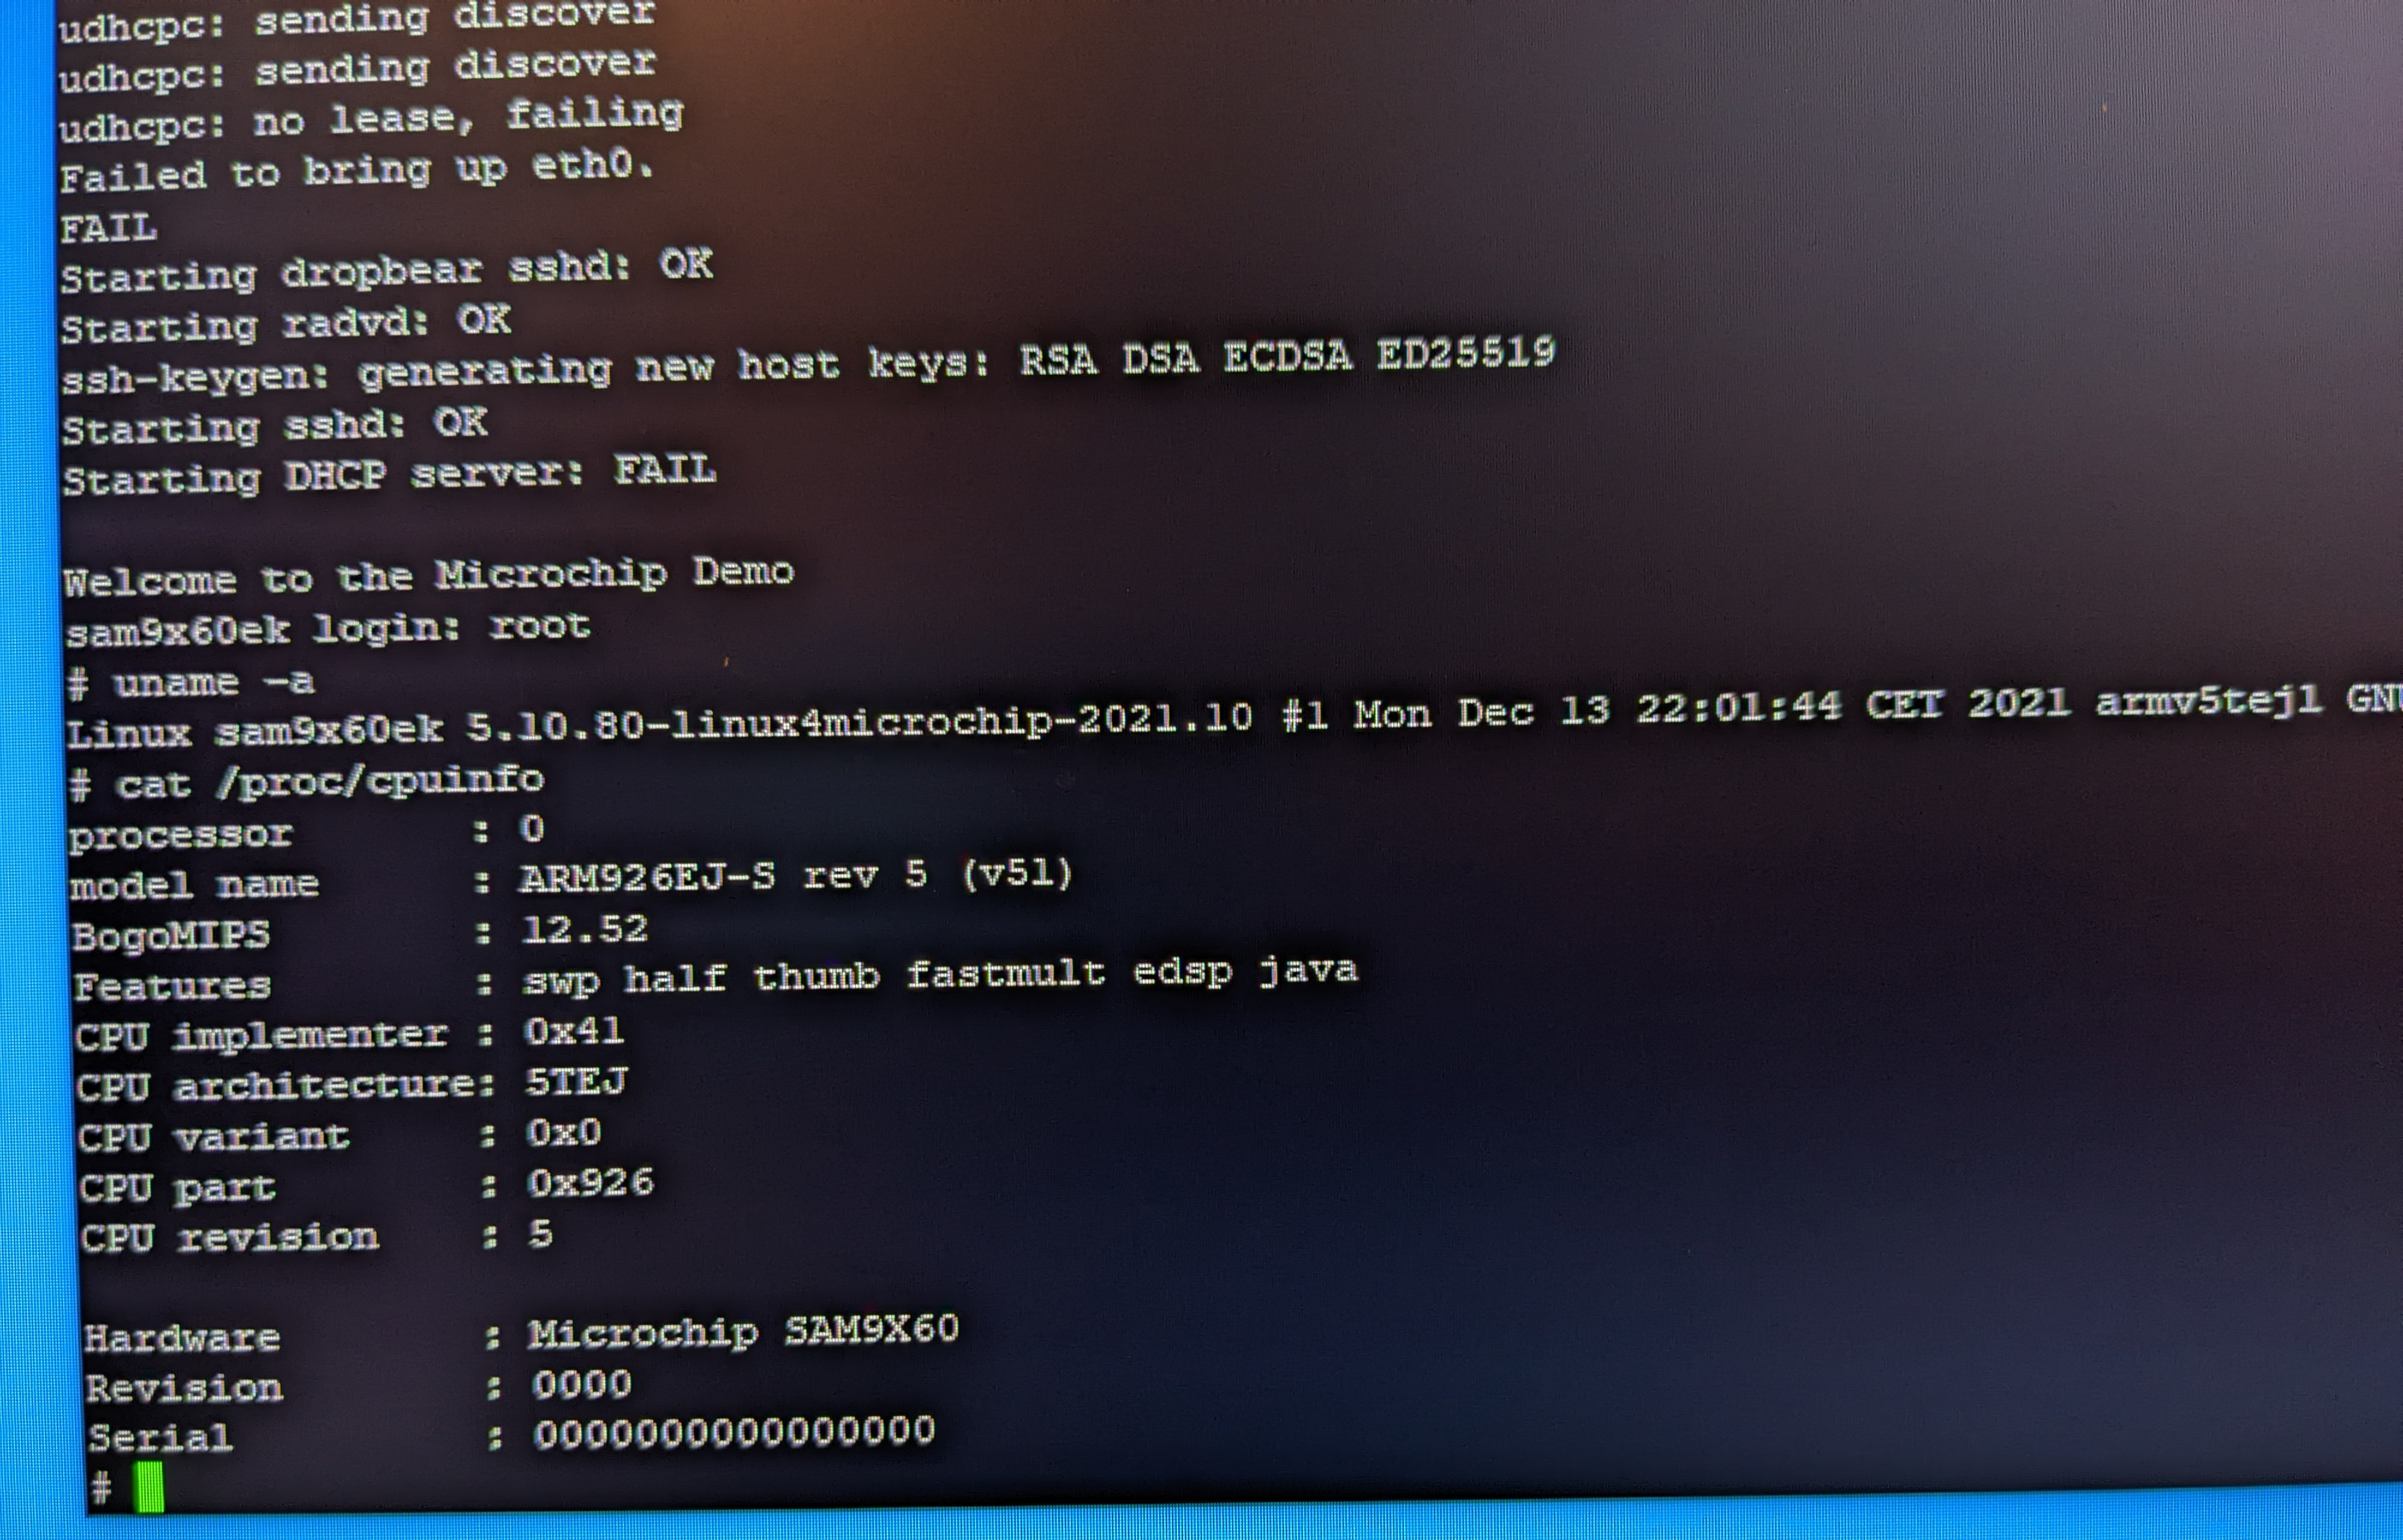 udhcpc: sending discover
udhcpc: sending discover
udhcpc: no lease, failing
Failed to bring up eth0.
FAIL
Starting dropbear sshd: OK
Starting radvd: OK
ssh-keygen: generating new host keys: RSA DSA ECDSA ED25519
Starting sshd: OK
Starting DHCP server: FAIL
Welcome to the Microchip Demo
sam9x60ek login: root
# uname -a
Linux sam9x60ek 5.10.80-linux4microchip-2021.10 #1 Mon Dec 13 22:01:44 CET 2021 armv5tejl GNU
# cat /proc/cpuinfo
processor : 0
model name : ARM926EJ-S rev 5 (v5l)
BogoMIPS : 12.52
Features : swp half thumb fastmult edsp java
CPU implementer : 0x41
CPU architecture: 5TEJ
CPU variant : 0x0
CPU part : 0x926
CPU revision : 5
Hardware : Microchip SAM9X60
Revision : 0000
Serial : 0000000000000000
#